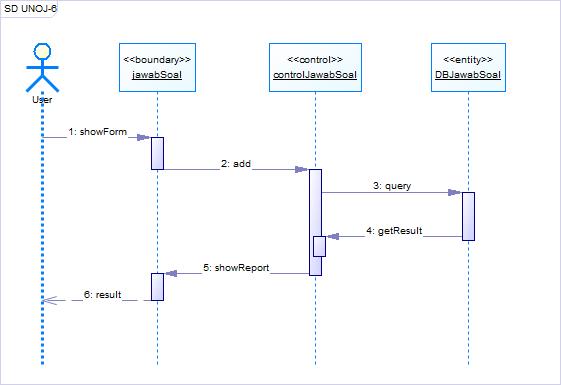 SD UNOJ-6
<<boundary>>
jawabSoal
<<control>>
controlJawabSoal
<<entity>>
DBJawabSoal
User
1: showForm
2: add
3: query
4: getResult
5: showReport
6: result